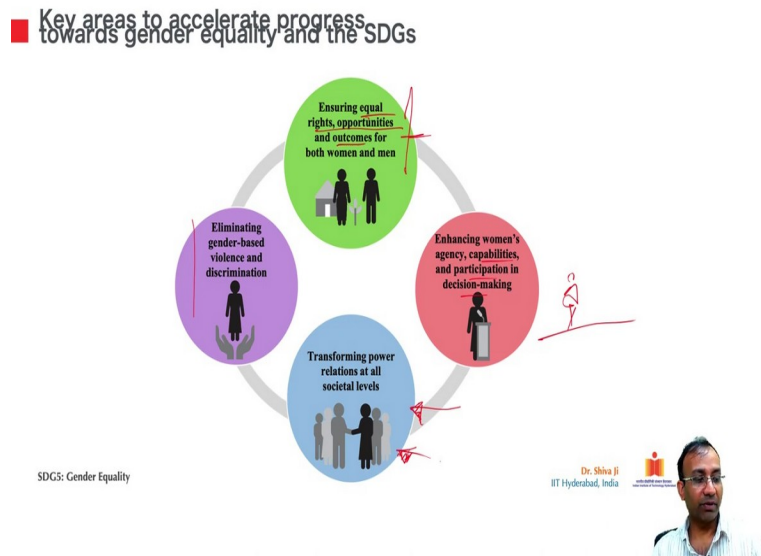 Key areas to accelerate progress
towards gender equality and the SDGs
Ensuring equal
rights, opportunities
and outcomes for
both women and men
Eliminating
gender-based
violence and
discrimination
Enhancing women's
agency, capabilities,
and participation in
decision-making
Transforming power
relations at all
societal levels
SDG5: Gender Equality
Dr. Shiva Ji
IIT Hyderabad, India